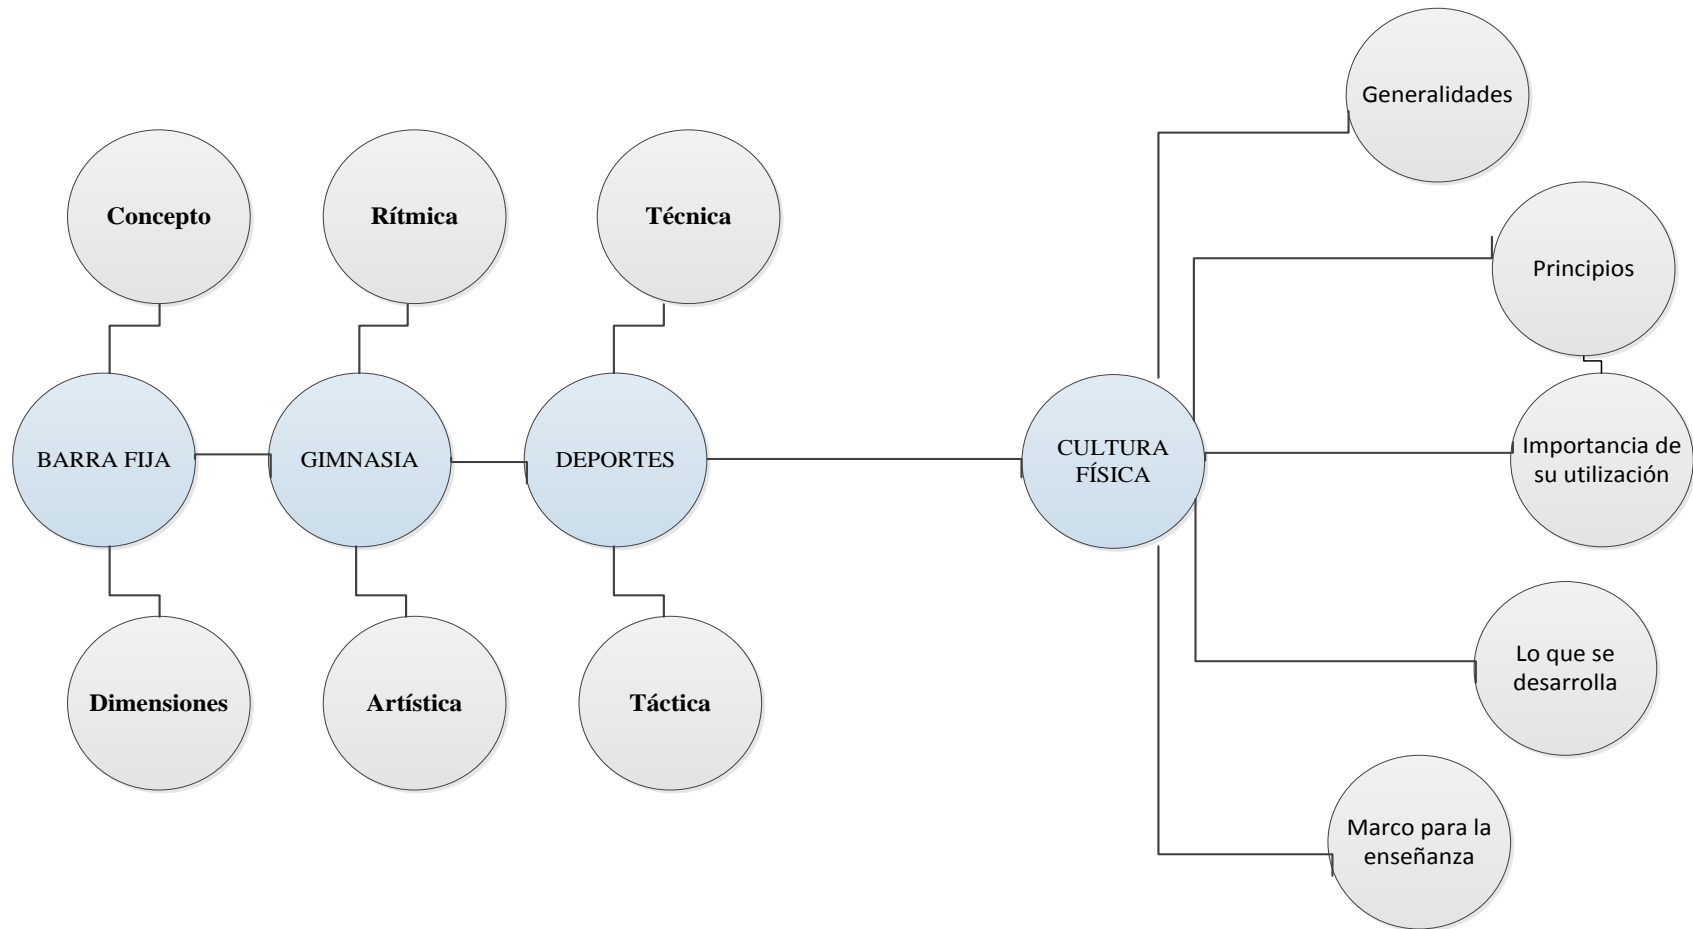 Generalidades
Concepto
Rítmica
Técnica
Principios
BARRA FIJA
GIMNASIA
DEPORTES
CULTURA
FÍSICA
Importancia de
su utilización
Lo que se
desarrolla
Dimensiones
Artística
Táctica
Marco para la
enseñanza